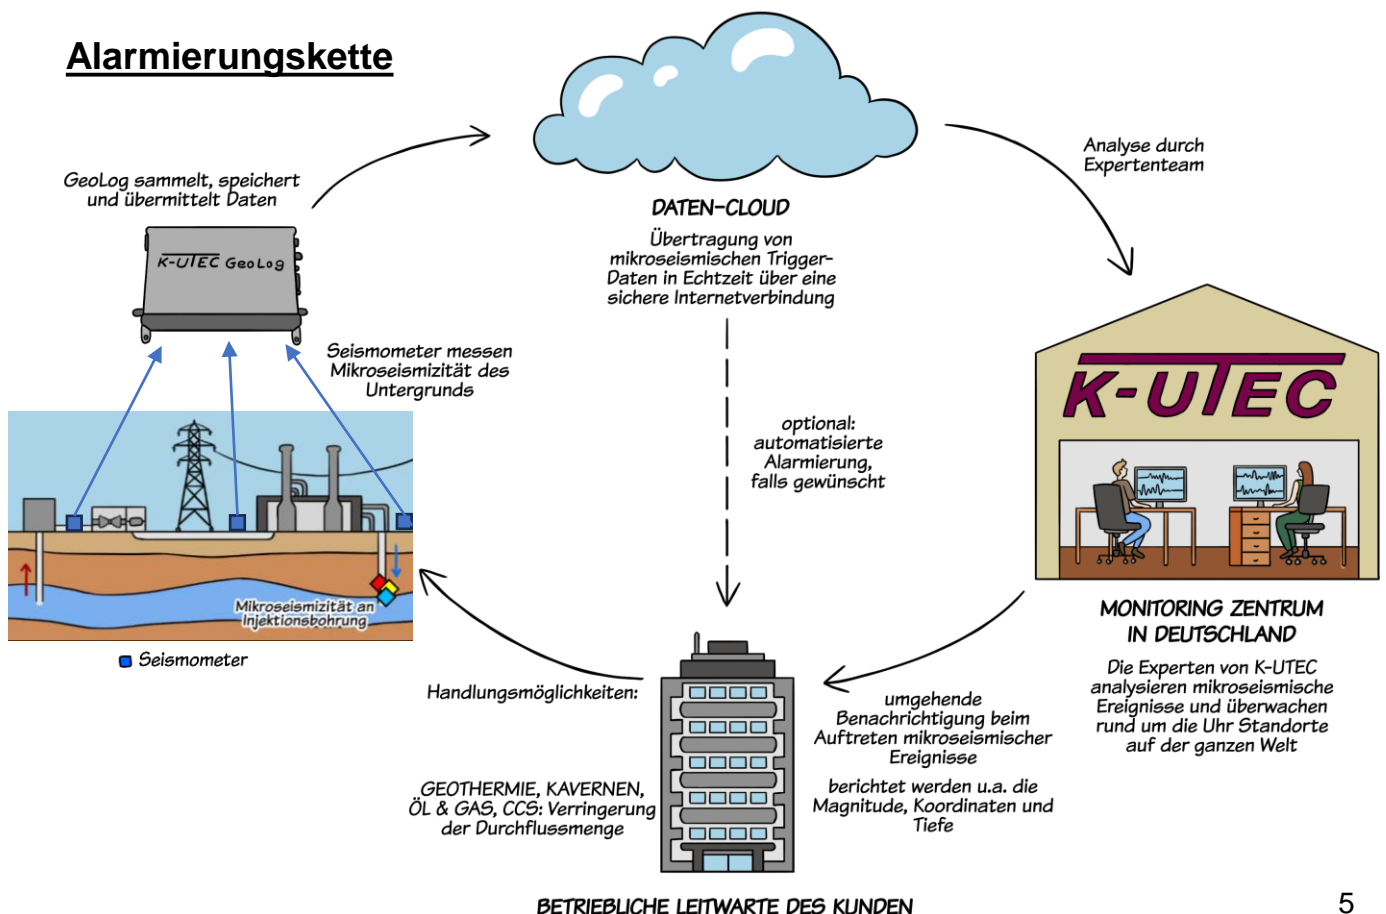 Alarmierungskette
GeoLog sammelt, speichert
und übermittelt Daten
K-UTEC GeoLog
Seismometer messen
Mikroseismizität des
Untergrunds
Mikroseismizität an
Injektionsbohrung
Seismometer
DATEN-CLOUD
Übertragung von
mikroseismischen Trigger-
Daten in Echtzeit über eine
sichere Internetverbindung
optional:
automatisierte
Alarmierung,
falls gewünscht
Analyse durch
Expertenteam
K-UTEC
MONITORING ZENTRUM
IN DEUTSCHLAND
Die Experten von K-UTEC
analysieren mikroseismische
Ereignisse und überwachen
rund um die Uhr Standorte
auf der ganzen Welt
umgehende
Benachrichtigung beim
Auftreten mikroseismischer
Ereignisse
berichtet werden u.a. die
Magnitude, Koordinaten und
Tiefe
Handlungsmöglichkeiten:
GEOTHERMIE, KAVERNEN,
ÖL & GAS, CCS: Verringerung
der Durchflussmenge
BETRIEBLICHE LEITWARTE DES KUNDEN
5